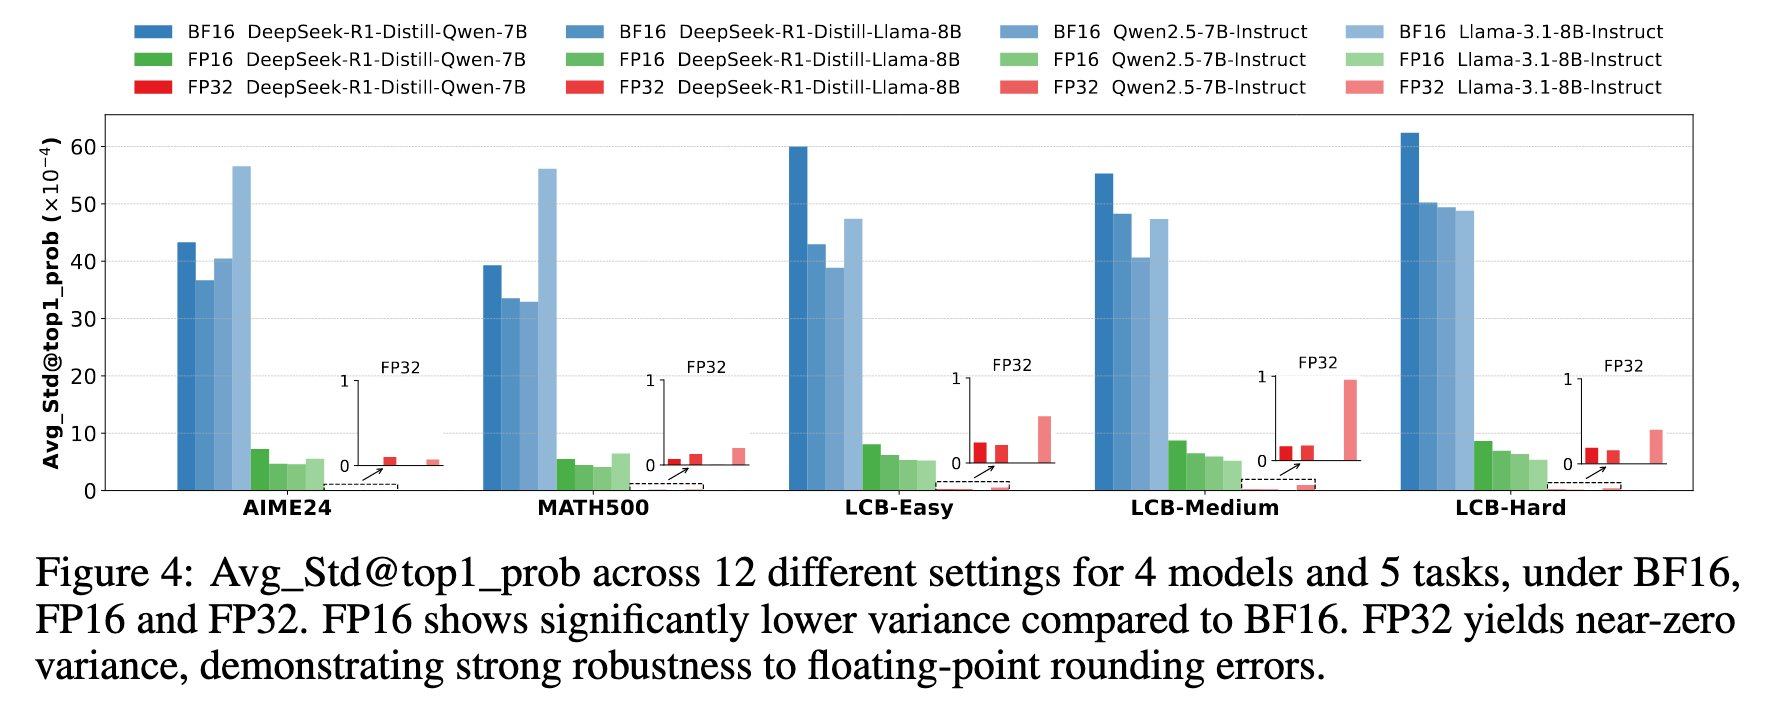 BF16 DeepSeek-R1-Distill-Qwen-7B BF16 DeepSeek-R1-Distill-Llama-8B BF16 Qwen2.5-7B-Instruct BF16 Llama-3.1-8B-Instruct
FP16 DeepSeek-R1-Distill-Qwen-7B FP16 DeepSeek-R1-Distill-Llama-8B FP16 Qwen2.5-7B-Instruct FP16 Llama-3.1-8B-Instruct
FP32 DeepSeek-R1-Distill-Qwen-7B FP32 DeepSeek-R1-Distill-Llama-8B FP32 Qwen2.5-7B-Instruct FP32 Llama-3.1-8B-Instruct
Avg_Std@top1_prob (×10⁻⁴)
60
50
40
30
20
10
0
FP32
1
0
FP32
1
0
FP32
1
0
FP32
1
0
FP32
1
0
AIME24 MATH500 LCB-Easy LCB-Medium LCB-Hard
Figure 4: Avg_Std@top1_prob across 12 different settings for 4 models and 5 tasks, under BF16,
FP16 and FP32. FP16 shows significantly lower variance compared to BF16. FP32 yields near-zero
variance, demonstrating strong robustness to floating-point rounding errors.